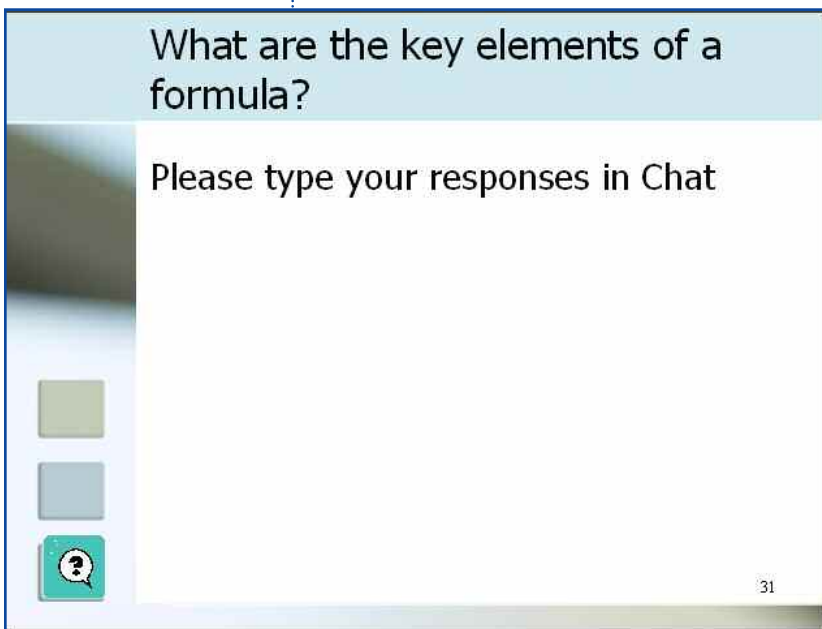 What are the key elements of a
formula?
Please type your responses in Chat
?
31